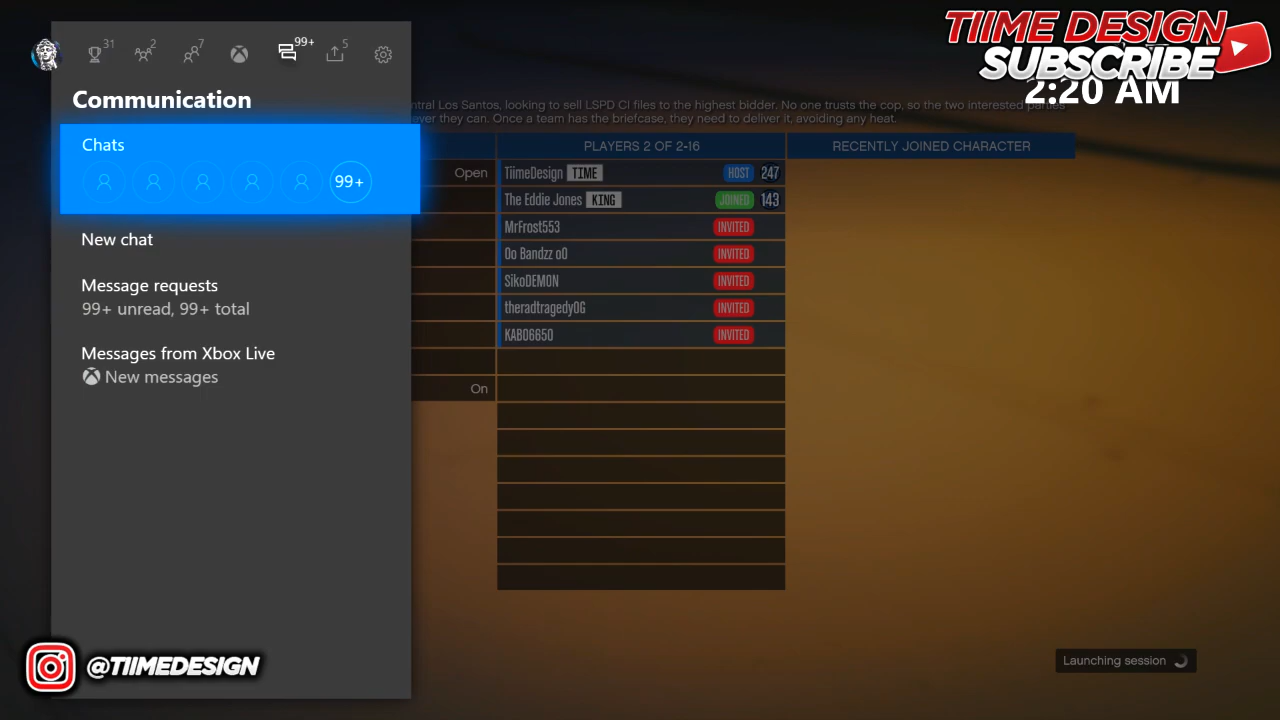 31
2
7
99+
5
Communication
Chats
99+
New chat
Message requests
99+ unread, 99+ total
Messages from Xbox Live
New messages
TIIME DESIGN
SUBSCRIBE
2:20 AM
ntral Los Santos, looking to sell LSPD CI files to the highest bidder. No one trusts the cop, so the two interested parties
ever they can. Once a team has the briefcase, they need to deliver it, avoiding any heat.
PLAYERS 2 OF 2-16
RECENTLY JOINED CHARACTER
Open
TiimeDesign TIME HOST 247
The Eddie Jones KING JOINED 143
MrFrost553 INVITED
Oo Bandzz oO INVITED
SikoDEMON INVITED
theradtragedyOG INVITED
KAB06650 INVITED
On
Launching session
@TIIMEDESIGN